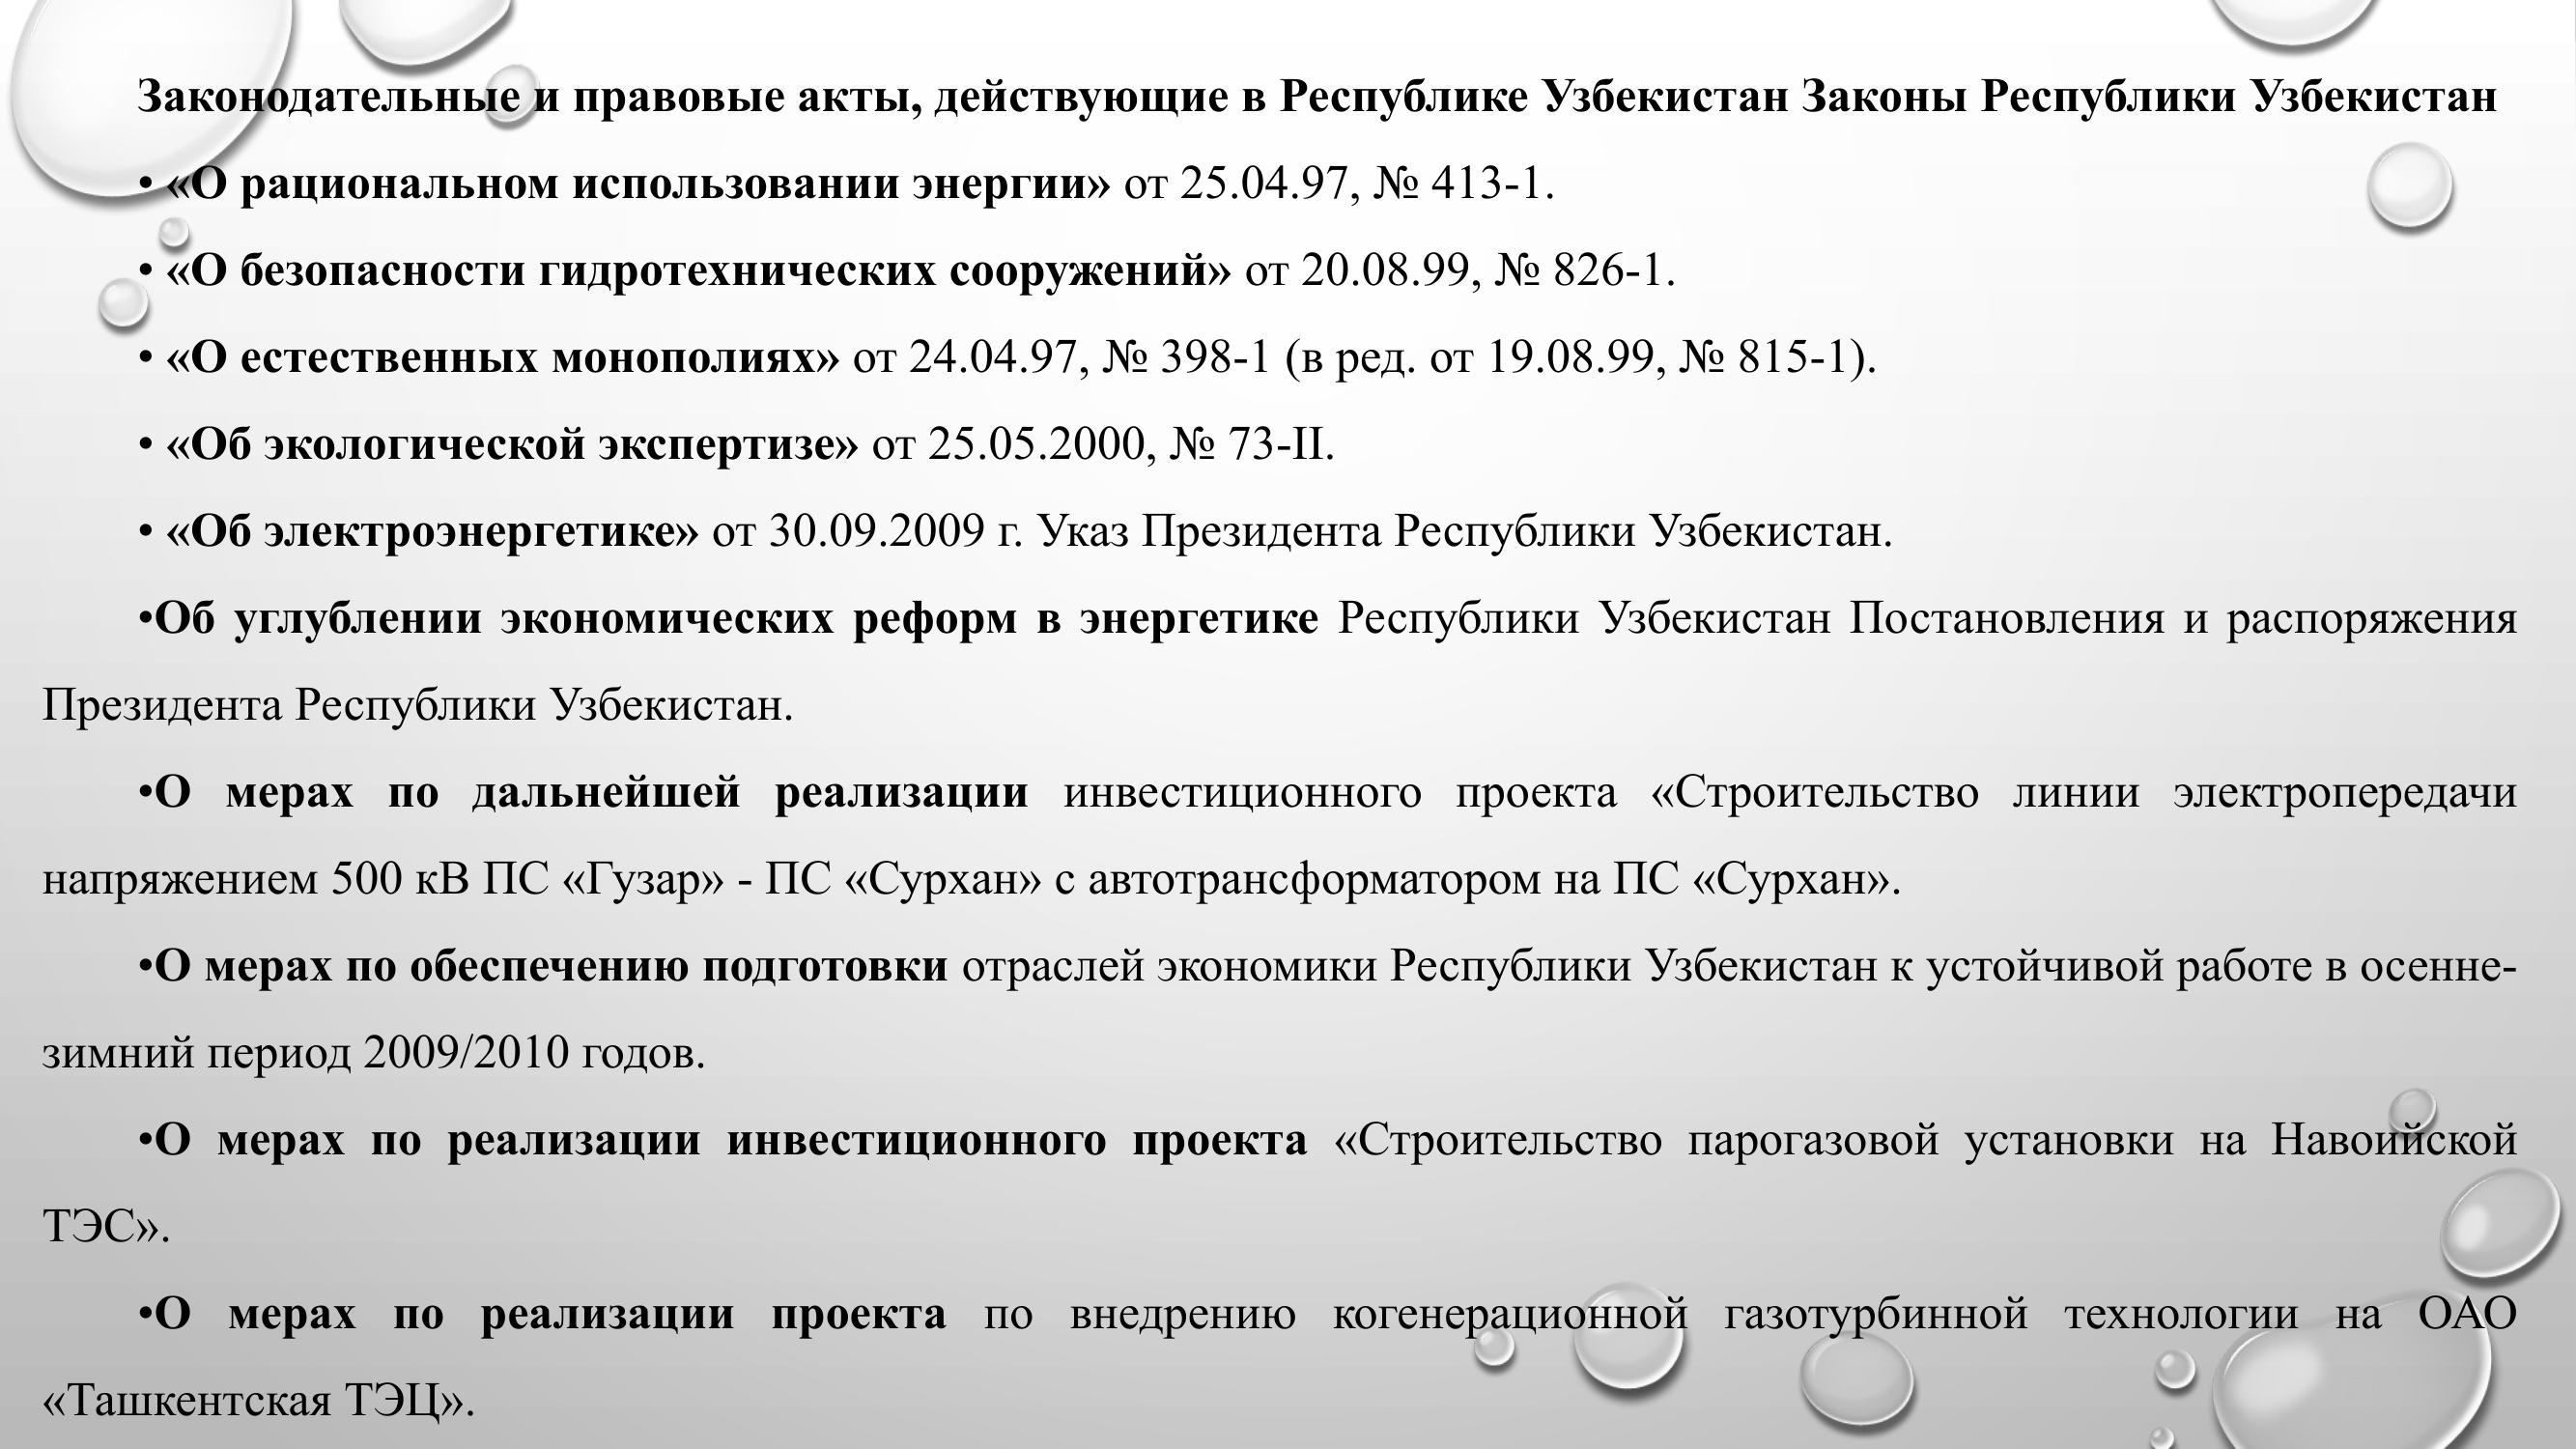 Законодательные и правовые акты, действующие в Республике Узбекистан Законы Республики Узбекистан
• «О рациональном использовании энергии» от 25.04.97, № 413-1.
• «О безопасности гидротехнических сооружений» от 20.08.99, № 826-1.
• «О естественных монополиях» от 24.04.97, № 398-1 (в ред. от 19.08.99, № 815-1).
• «Об экологической экспертизе» от 25.05.2000, № 73-II.
• «Об электроэнергетике» от 30.09.2009 г. Указ Президента Республики Узбекистан.
•Об углублении экономических реформ в энергетике Республики Узбекистан Постановления и распоряжения
Президента Республики Узбекистан.
•О мерах по дальнейшей реализации инвестиционного проекта «Строительство линии электропередачи
напряжением 500 кВ ПС «Гузар» - ПС «Сурхан» с автотрансформатором на ПС «Сурхан».
•О мерах по обеспечению подготовки отраслей экономики Республики Узбекистан к устойчивой работе в осенне-
зимний период 2009/2010 годов.
•О мерах по реализации инвестиционного проекта «Строительство парогазовой установки на Навоийской
ТЭС».
•О мерах по реализации проекта по внедрению когенерационной газотурбинной технологии на ОАО
«Ташкентская ТЭЦ».